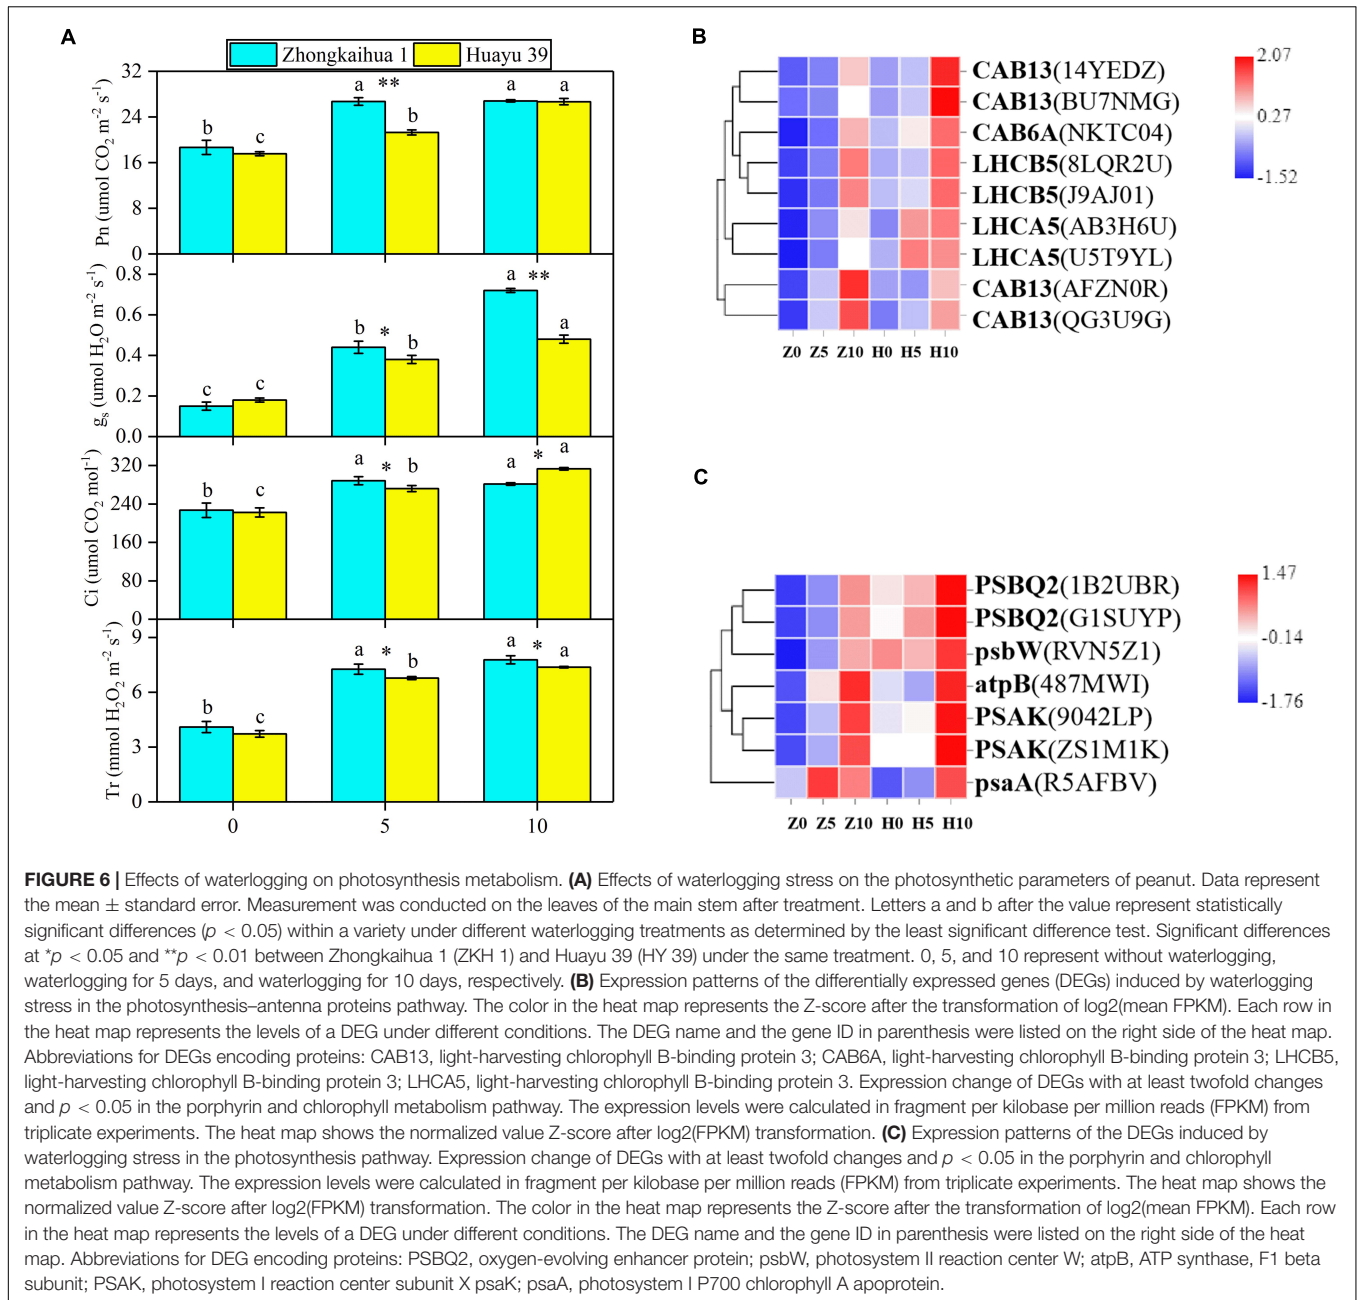 A
Zhongkaihua 1 Huayu 39
Pn (umol CO2 m-2 s-1)
32
24
16
8
0
b c a ** b a a
gs (umol H2O m-2 s-1)
0.8
0.6
0.4
0.2
0.0
c c b * b a ** a
Ci (umol CO2 mol-1)
320
240
160
80
0
b c a * b a * a
Tr (mmol H2O2 m-2 s-1)
9
6
3
0
b c a * b a * a
0 5 10
B
CAB13(14YEDZ)
CAB13(BU7NMG)
CAB6A(NKTC04)
LHCB5(8LQR2U)
LHCB5(J9AJ01)
LHCA5(AB3H6U)
LHCA5(U5T9YL)
CAB13(AFZN0R)
CAB13(QG3U9G)
Z0 Z5 Z10 H0 H5 H10
2.07
0.27
-1.52
C
PSBQ2(1B2UBR)
PSBQ2(G1SUYP)
psbW(RVN5Z1)
atpB(487MWI)
PSAK(9042LP)
PSAK(ZS1M1K)
psaA(R5AFBV)
Z0 Z5 Z10 H0 H5 H10
1.47
-0.14
-1.76
FIGURE 6 | Effects of waterlogging on photosynthesis metabolism. (A) Effects of waterlogging stress on the photosynthetic parameters of peanut. Data represent
the mean ± standard error. Measurement was conducted on the leaves of the main stem after treatment. Letters a and b after the value represent statistically
significant differences (p < 0.05) within a variety under different waterlogging treatments as determined by the least significant difference test. Significant differences
at *p < 0.05 and **p < 0.01 between Zhongkaihua 1 (ZKH 1) and Huayu 39 (HY 39) under the same treatment. 0, 5, and 10 represent without waterlogging,
waterlogging for 5 days, and waterlogging for 10 days, respectively. (B) Expression patterns of the differentially expressed genes (DEGs) induced by waterlogging
stress in the photosynthesis–antenna proteins pathway. The color in the heat map represents the Z-score after the transformation of log2(mean FPKM). Each row in
the heat map represents the levels of a DEG under different conditions. The DEG name and the gene ID in parenthesis were listed on the right side of the heat map.
Abbreviations for DEGs encoding proteins: CAB13, light-harvesting chlorophyll B-binding protein 3; CAB6A, light-harvesting chlorophyll B-binding protein 3; LHCB5,
light-harvesting chlorophyll B-binding protein 3; LHCA5, light-harvesting chlorophyll B-binding protein 3. Expression change of DEGs with at least twofold changes
and p < 0.05 in the porphyrin and chlorophyll metabolism pathway. The expression levels were calculated in fragment per kilobase per million reads (FPKM) from
triplicate experiments. The heat map shows the normalized value Z-score after log2(FPKM) transformation. (C) Expression patterns of the DEGs induced by
waterlogging stress in the photosynthesis pathway. Expression change of DEGs with at least twofold changes and p < 0.05 in the porphyrin and chlorophyll
metabolism pathway. The expression levels were calculated in fragment per kilobase per million reads (FPKM) from triplicate experiments. The heat map shows the
normalized value Z-score after log2(FPKM) transformation. The color in the heat map represents the Z-score after the transformation of log2(mean FPKM). Each row
in the heat map represents the levels of a DEG under different conditions. The DEG name and the gene ID in parenthesis were listed on the right side of the heat
map. Abbreviations for DEG encoding proteins: PSBQ2, oxygen-evolving enhancer protein; psbW, photosystem II reaction center W; atpB, ATP synthase, F1 beta
subunit; PSAK, photosystem I reaction center subunit X psaK; psaA, photosystem I P700 chlorophyll A apoprotein.